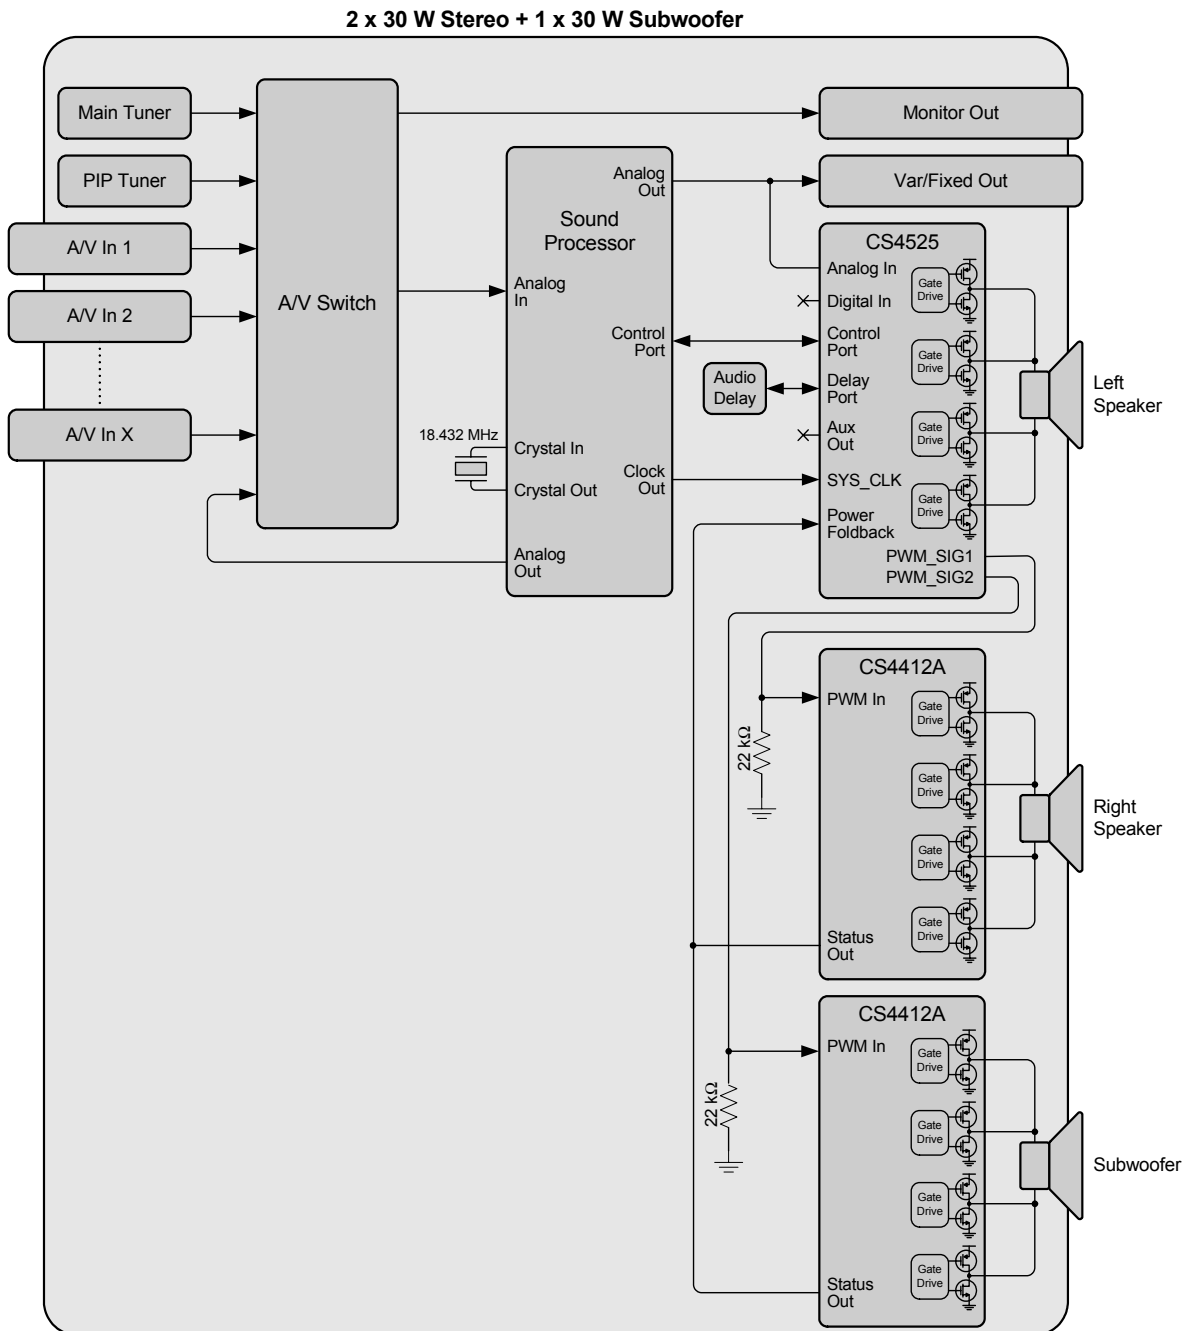 2 x 30 W Stereo + 1 x 30 W Subwoofer
Main Tuner
PIP Tuner
A/V In 1
A/V In 2
A/V In X
A/V Switch
Monitor Out
Var/Fixed Out
Analog
Out
Sound
Processor
Analog
In
Control
Port
18.432 MHz
Crystal In
Crystal Out
Clock
Out
Analog
Out
Audio
Delay
CS4525
Analog In
Digital In
Control
Port
Delay
Port
Aux
Out
SYS_CLK
Power
Foldback
PWM_SIG1
PWM_SIG2
Gate
Drive
Gate
Drive
Gate
Drive
Gate
Drive
Left
Speaker
CS4412A
PWM In
22 kΩ
Status
Out
Gate
Drive
Gate
Drive
Gate
Drive
Gate
Drive
Right
Speaker
CS4412A
PWM In
22 kΩ
Status
Out
Gate
Drive
Gate
Drive
Gate
Drive
Gate
Drive
Subwoofer